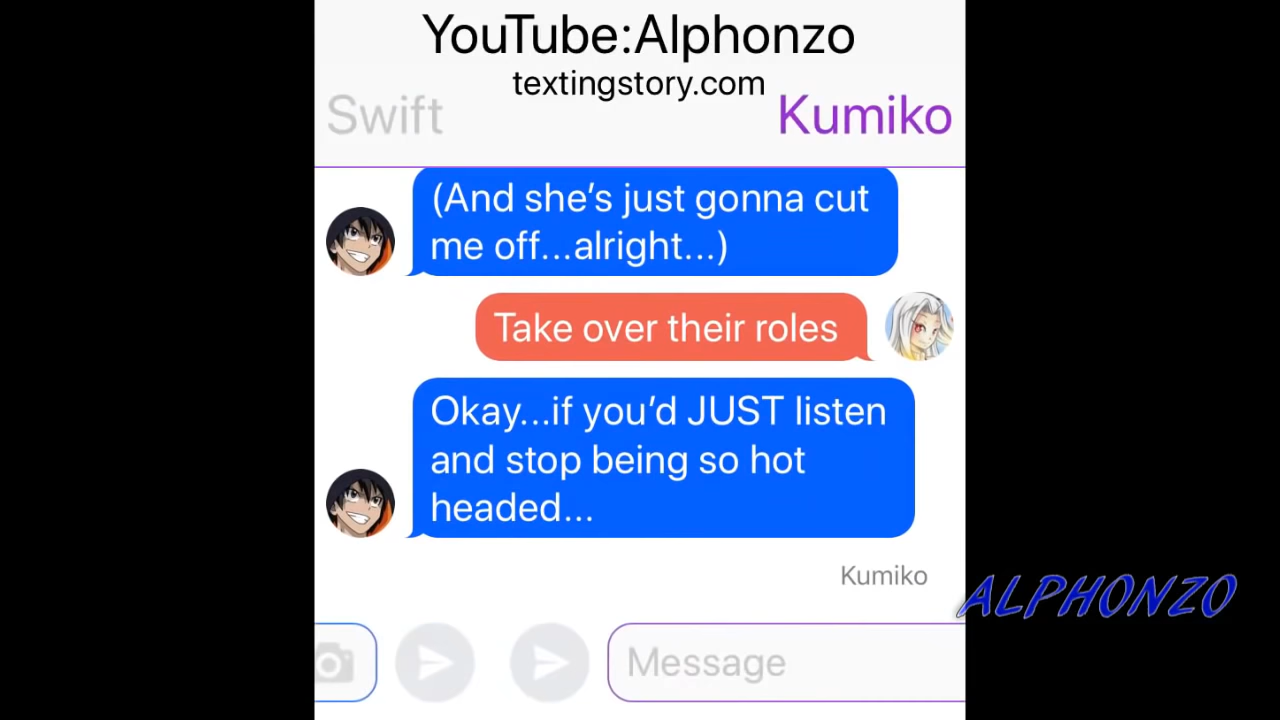 YouTube:Alphonzo
textingstory.com
Swift
Kumiko
(And she’s just gonna cut
me off...alright...)
Take over their roles
Okay...if you’d JUST listen
and stop being so hot
headed...
Kumiko
ALPHONZO
Message